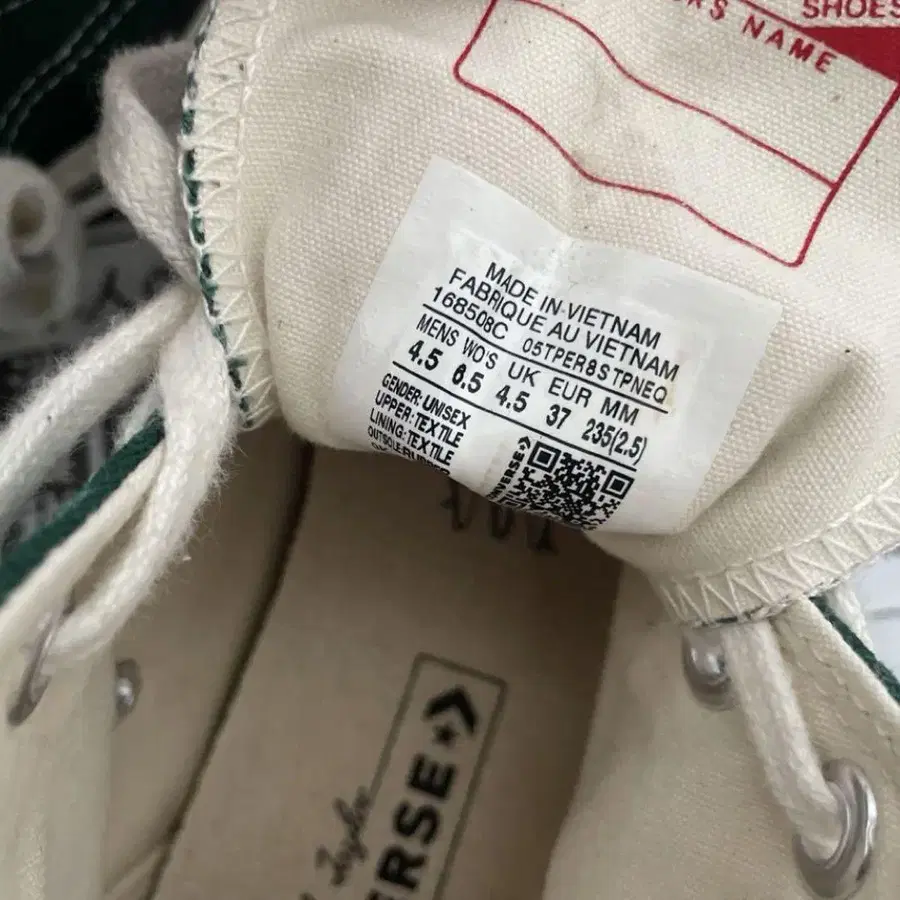 SHOES
NAME
MADE IN VIETNAM
FABRIQUE AU VIETNAM
168508C 05TPER8STPNEQ
MENS WO'S UK EUR MM
4.5 6.5 4.5 37 235(2.5)
GENDER: UNISEX
UPPER: TEXTILE
LINING: TEXTILE
OUTSOLE: RUBBER